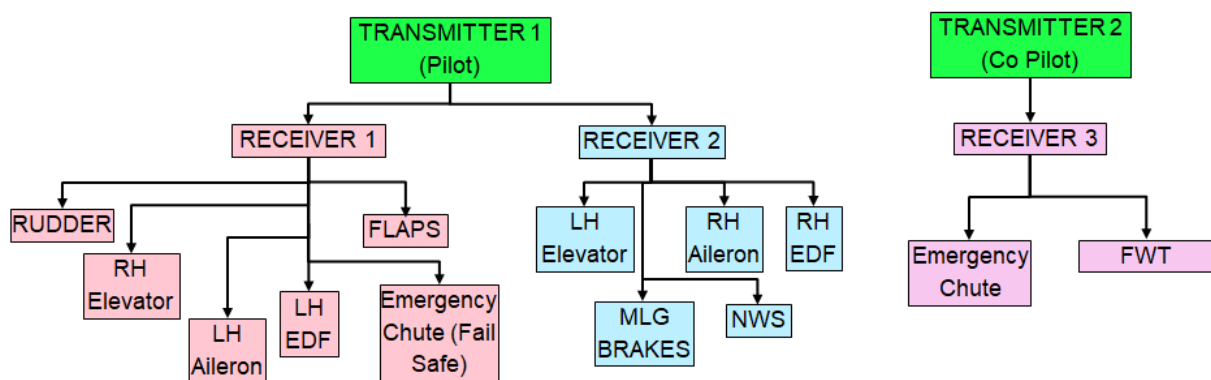 TRANSMITTER 1
(Pilot)
TRANSMITTER 2
(Co Pilot)
RECEIVER 1
RECEIVER 2
RECEIVER 3
RUDDER
RH
Elevator
LH
Aileron
LH
EDF
FLAPS
Emergency
Chute (Fail
Safe)
LH
Elevator
MLG
BRAKES
RH
Aileron
NWS
RH
EDF
Emergency
Chute
FWT